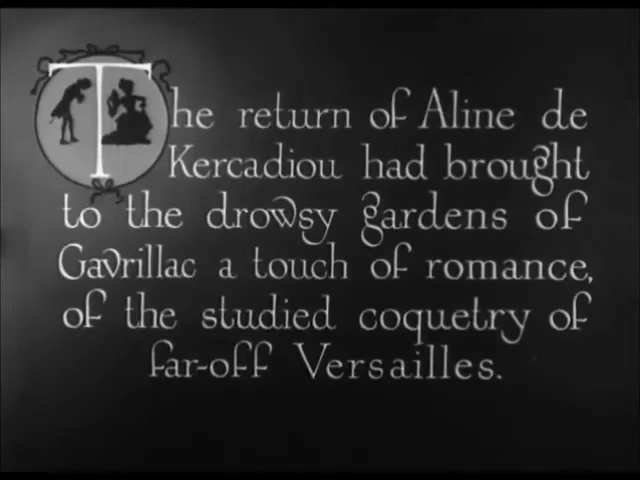 The return of Aline de
Kercadiou had brought
to the drowsy gardens of
Gavrillac a touch of romance,
of the studied coquetry of
far-off Versailles.